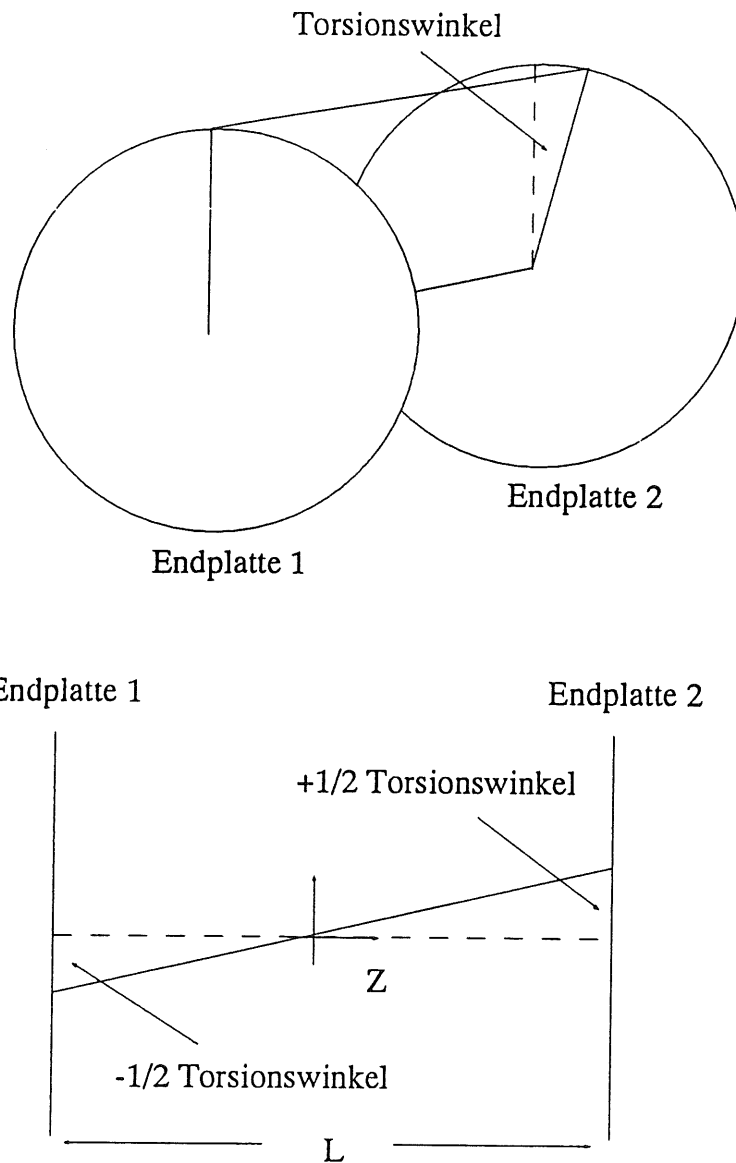 Torsionswinkel
Endplatte 2
Endplatte 1
Endplatte 1
Endplatte 2
+1/2 Torsionswinkel
Z
-1/2 Torsionswinkel
L